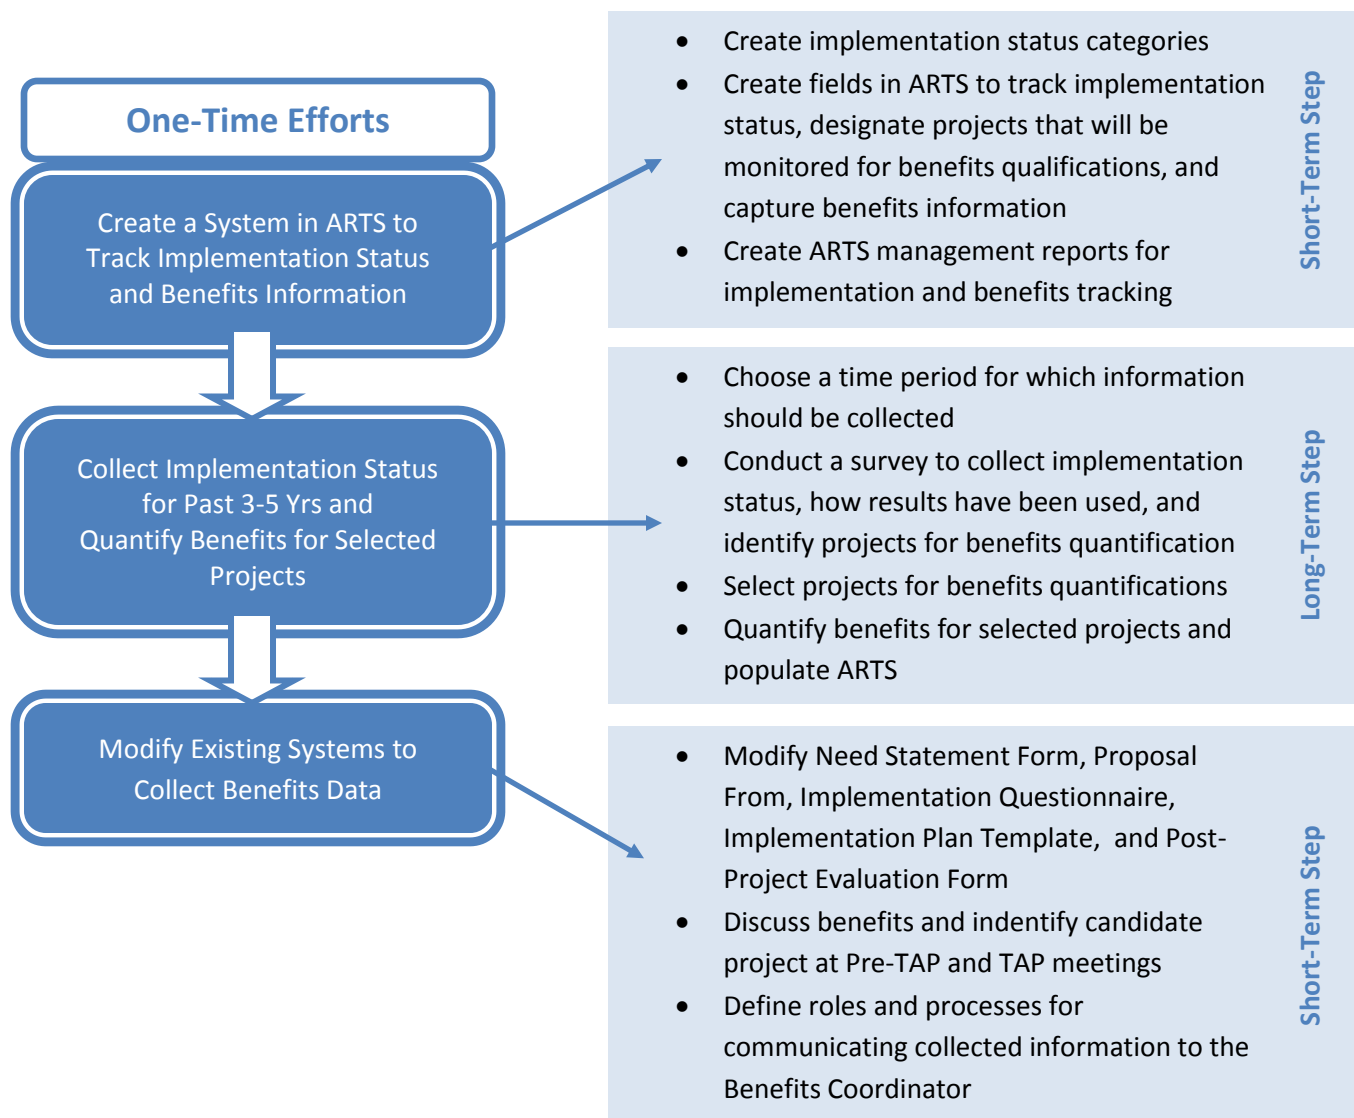 One-Time Efforts
Create a System in ARTS to
Track Implementation Status
and Benefits Information
• Create implementation status categories
• Create fields in ARTS to track implementation
status, designate projects that will be
monitored for benefits qualifications, and
capture benefits information
• Create ARTS management reports for
implementation and benefits tracking
Short-Term Step
Collect Implementation Status
for Past 3-5 Yrs and
Quantify Benefits for Selected
Projects
• Choose a time period for which information
should be collected
• Conduct a survey to collect implementation
status, how results have been used, and
identify projects for benefits quantification
• Select projects for benefits quantifications
• Quantify benefits for selected projects and
populate ARTS
Long-Term Step
Modify Existing Systems to
Collect Benefits Data
• Modify Need Statement Form, Proposal
From, Implementation Questionnaire,
Implementation Plan Template,  and Post-
Project Evaluation Form
• Discuss benefits and indentify candidate
project at Pre-TAP and TAP meetings
• Define roles and processes for
communicating collected information to the
Benefits Coordinator
Short-Term Step